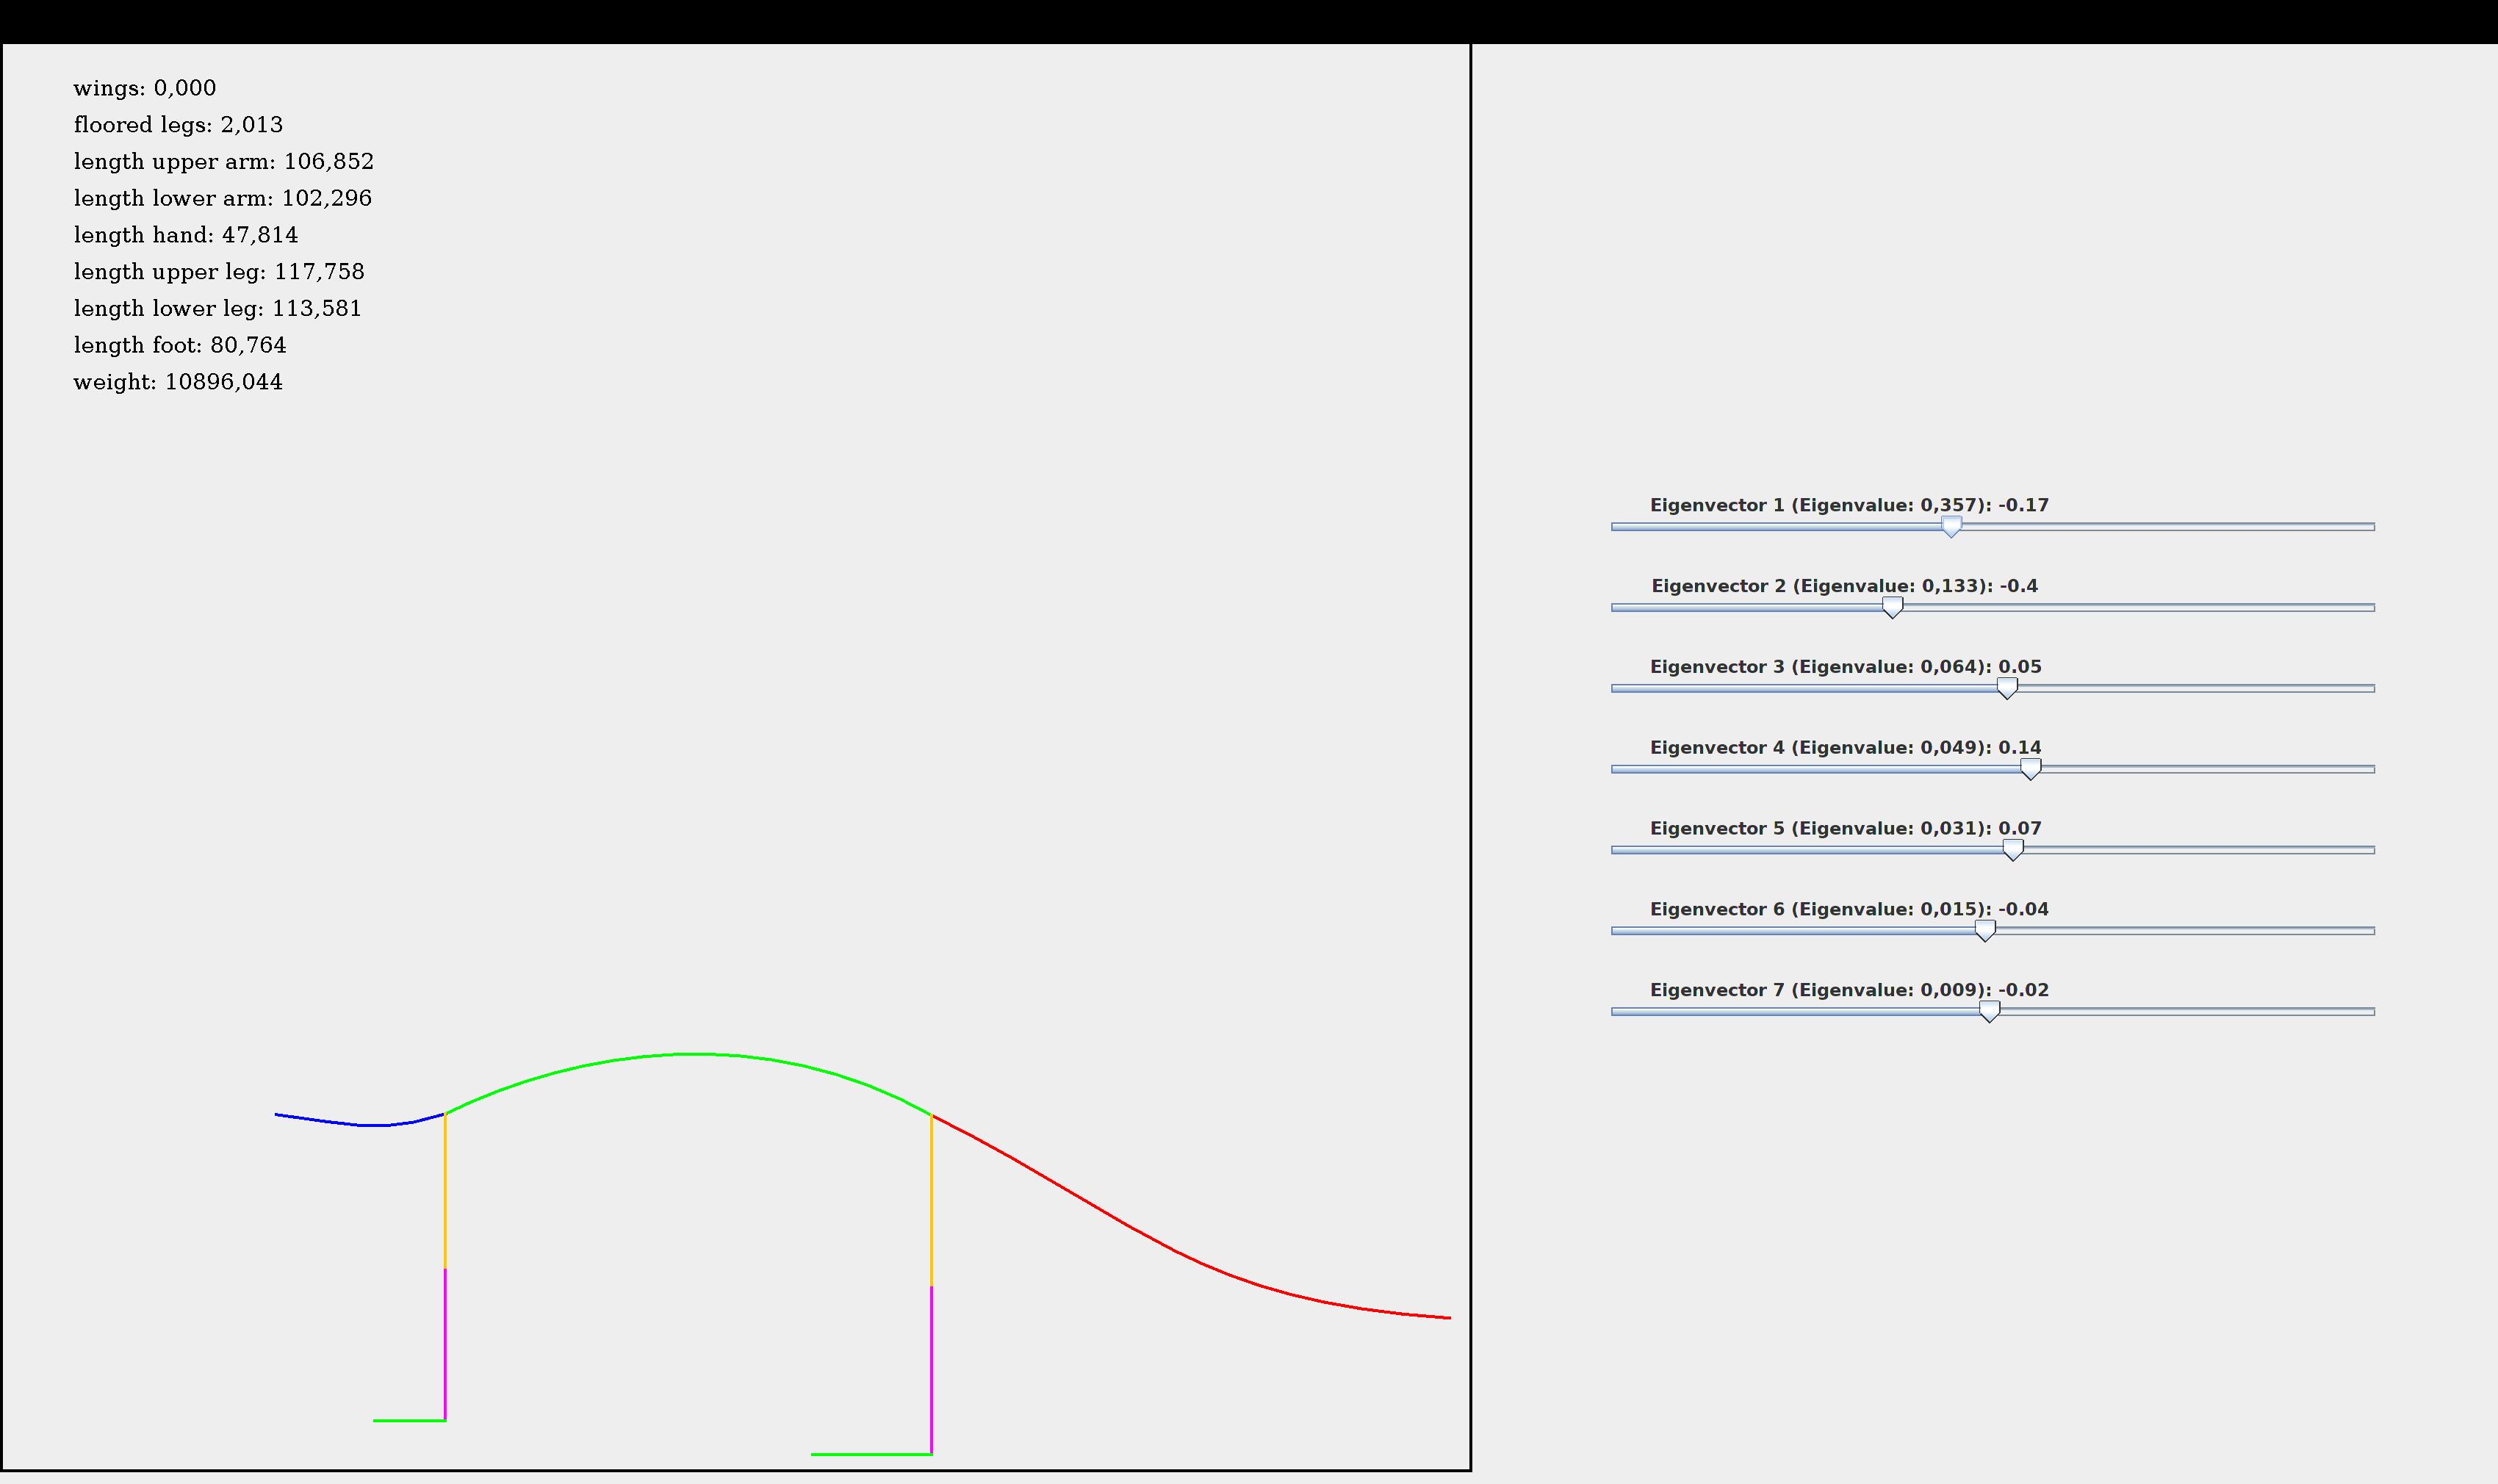 wings: 0,000
floored legs: 2,013
length upper arm: 106,852
length lower arm: 102,296
length hand: 47,814
length upper leg: 117,758
length lower leg: 113,581
length foot: 80,764
weight: 10896,044
Eigenvector 1 (Eigenvalue: 0,357): -0.17
Eigenvector 2 (Eigenvalue: 0,133): -0.4
Eigenvector 3 (Eigenvalue: 0,064): 0.05
Eigenvector 4 (Eigenvalue: 0,049): 0.14
Eigenvector 5 (Eigenvalue: 0,031): 0.07
Eigenvector 6 (Eigenvalue: 0,015): -0.04
Eigenvector 7 (Eigenvalue: 0,009): -0.02